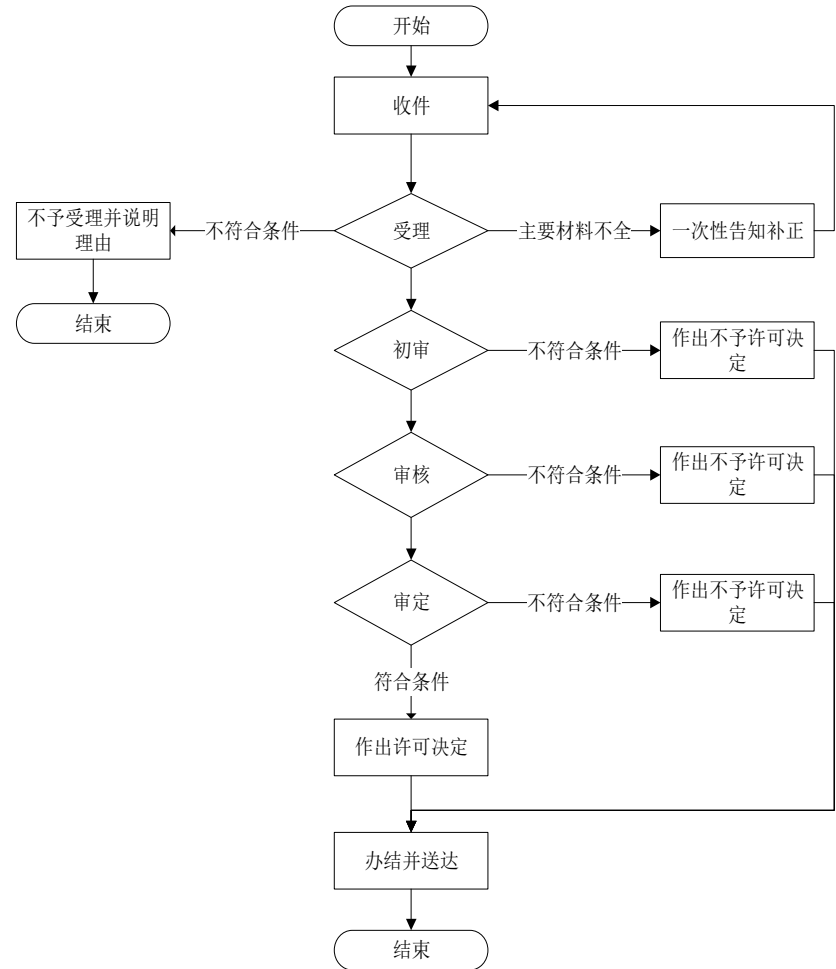 开始
收件
不予受理并说明
理由
不符合条件
受理
主要材料不全
一次性告知补正
结束
初审
不符合条件
作出不予许可决
定
审核
不符合条件
作出不予许可决
定
审定
不符合条件
作出不予许可决
定
符合条件
作出许可决定
办结并送达
结束